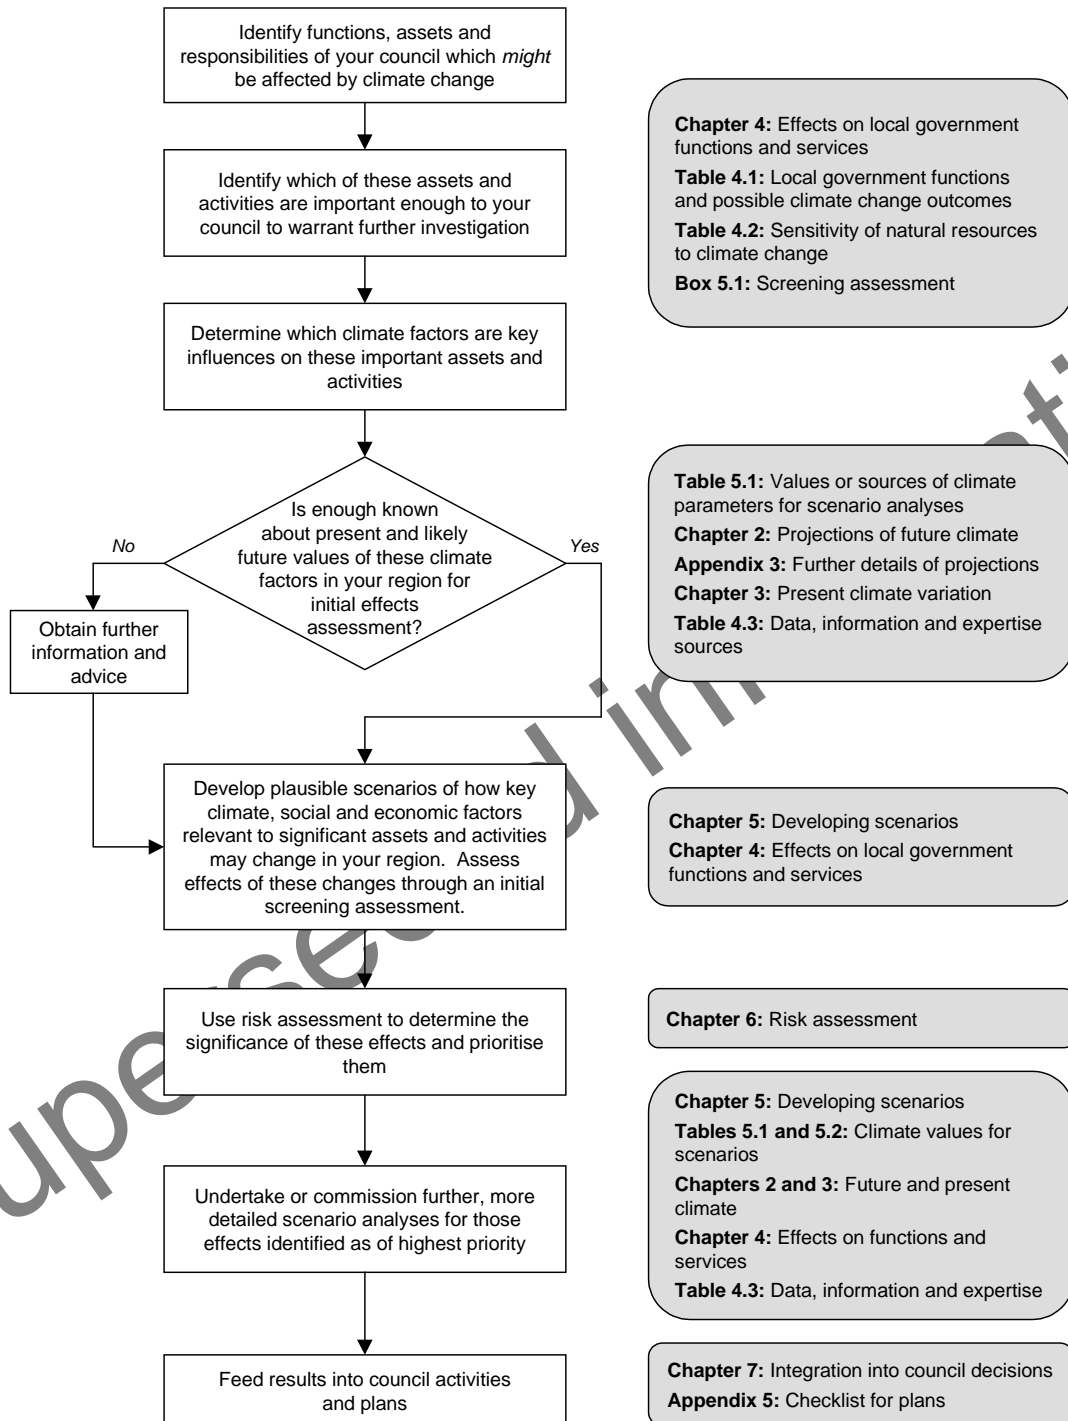 Identify functions, assets and
responsibilities of your council which might
be affected by climate change
Identify which of these assets and
activities are important enough to your
council to warrant further investigation
Determine which climate factors are key
influences on these important assets and
activities
Is enough known
about present and likely
future values of these climate
factors in your region for
initial effects
assessment?
No
Yes
Obtain further
information and
advice
Develop plausible scenarios of how key
climate, social and economic factors
relevant to significant assets and activities
may change in your region. Assess
effects of these changes through an initial
screening assessment.
Use risk assessment to determine the
significance of these effects and prioritise
them
Undertake or commission further, more
detailed scenario analyses for those
effects identified as of highest priority
Feed results into council activities
and plans
Chapter 4: Effects on local government
functions and services
Table 4.1: Local government functions
and possible climate change outcomes
Table 4.2: Sensitivity of natural resources
to climate change
Box 5.1: Screening assessment
Table 5.1: Values or sources of climate
parameters for scenario analyses
Chapter 2: Projections of future climate
Appendix 3: Further details of projections
Chapter 3: Present climate variation
Table 4.3: Data, information and expertise
sources
Chapter 5: Developing scenarios
Chapter 4: Effects on local government
functions and services
Chapter 6: Risk assessment
Chapter 5: Developing scenarios
Tables 5.1 and 5.2: Climate values for
scenarios
Chapters 2 and 3: Future and present
climate
Chapter 4: Effects on functions and
services
Table 4.3: Data, information and expertise
Chapter 7: Integration into council decisions
Appendix 5: Checklist for plans